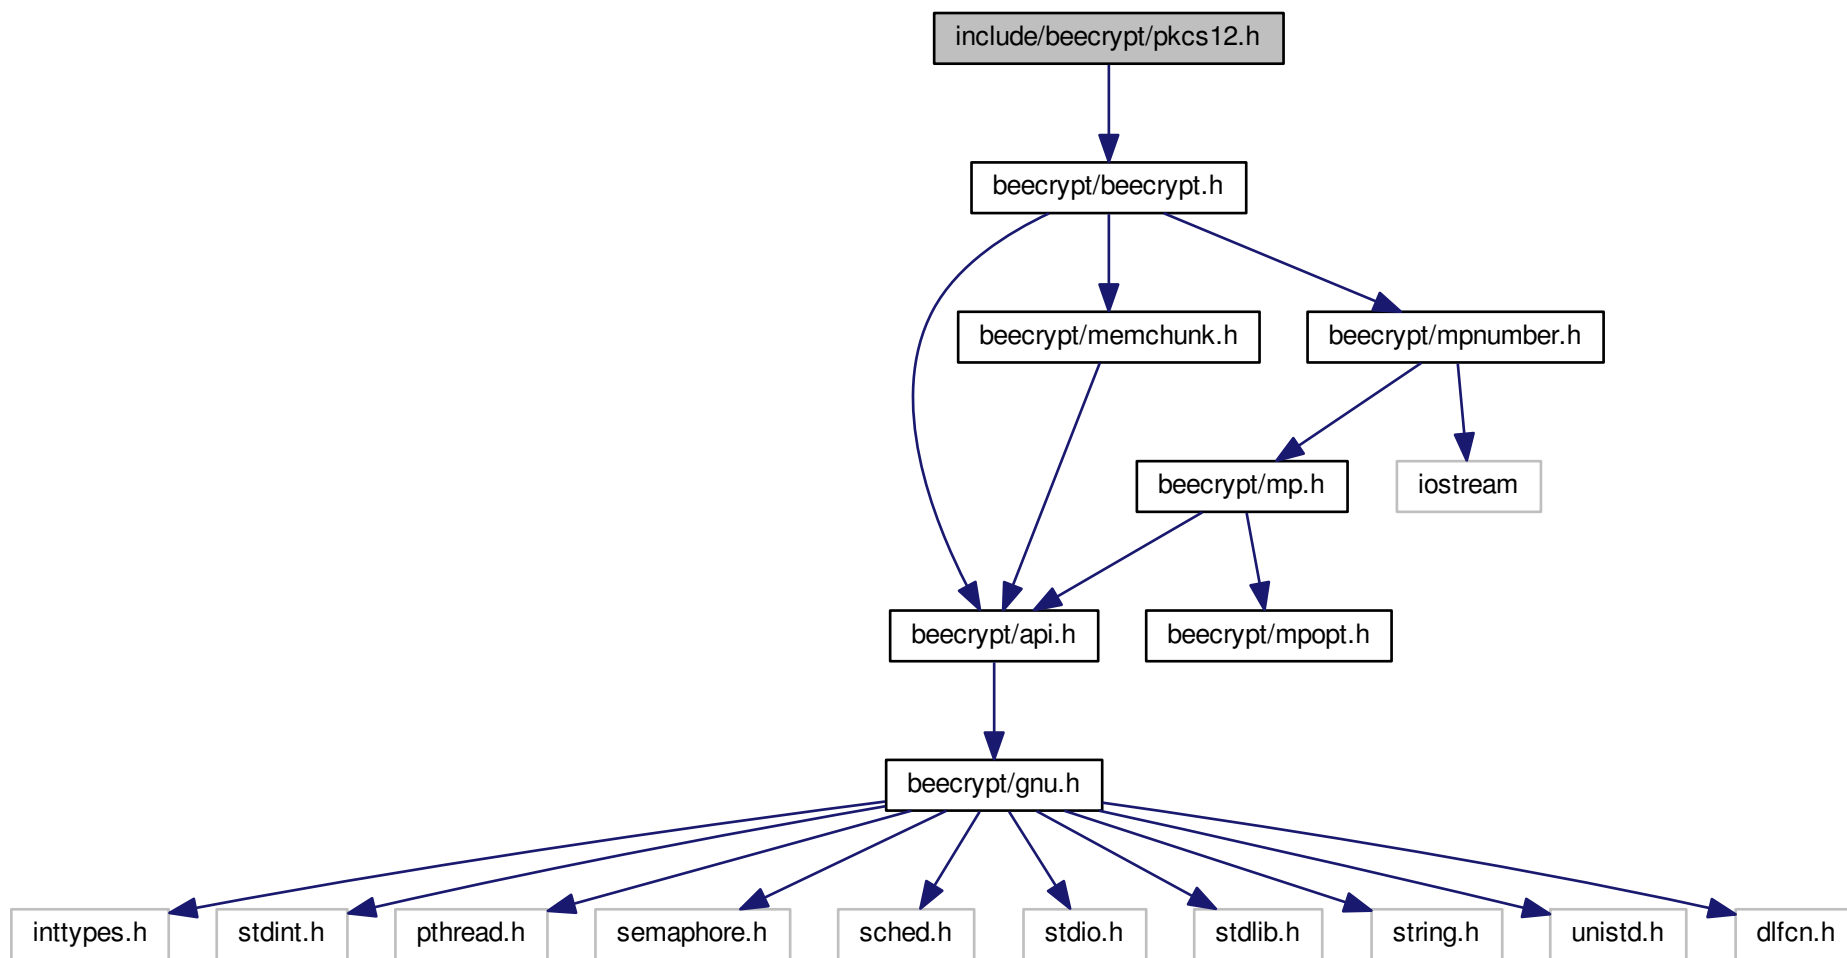 include/beecrypt/pkcs12.h
beecrypt/beecrypt.h
beecrypt/memchunk.h
beecrypt/mpnumber.h
beecrypt/mp.h
iostream
beecrypt/api.h
beecrypt/mpopt.h
beecrypt/gnu.h
inttypes.h
stdint.h
pthread.h
semaphore.h
sched.h
stdio.h
stdlib.h
string.h
unistd.h
dlfcn.h